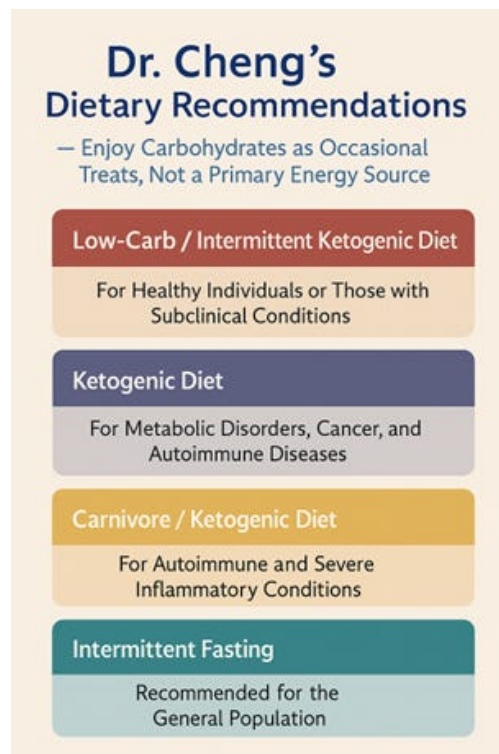 Dr. Cheng's
Dietary Recommendations
— Enjoy Carbohydrates as Occasional
Treats, Not a Primary Energy Source
Low-Carb / Intermittent Ketogenic Diet
For Healthy Individuals or Those with
Subclinical Conditions
Ketogenic Diet
For Metabolic Disorders, Cancer, and
Autoimmune Diseases
Carnivore / Ketogenic Diet
For Autoimmune and Severe
Inflammatory Conditions
Intermittent Fasting
Recommended for the
General Population